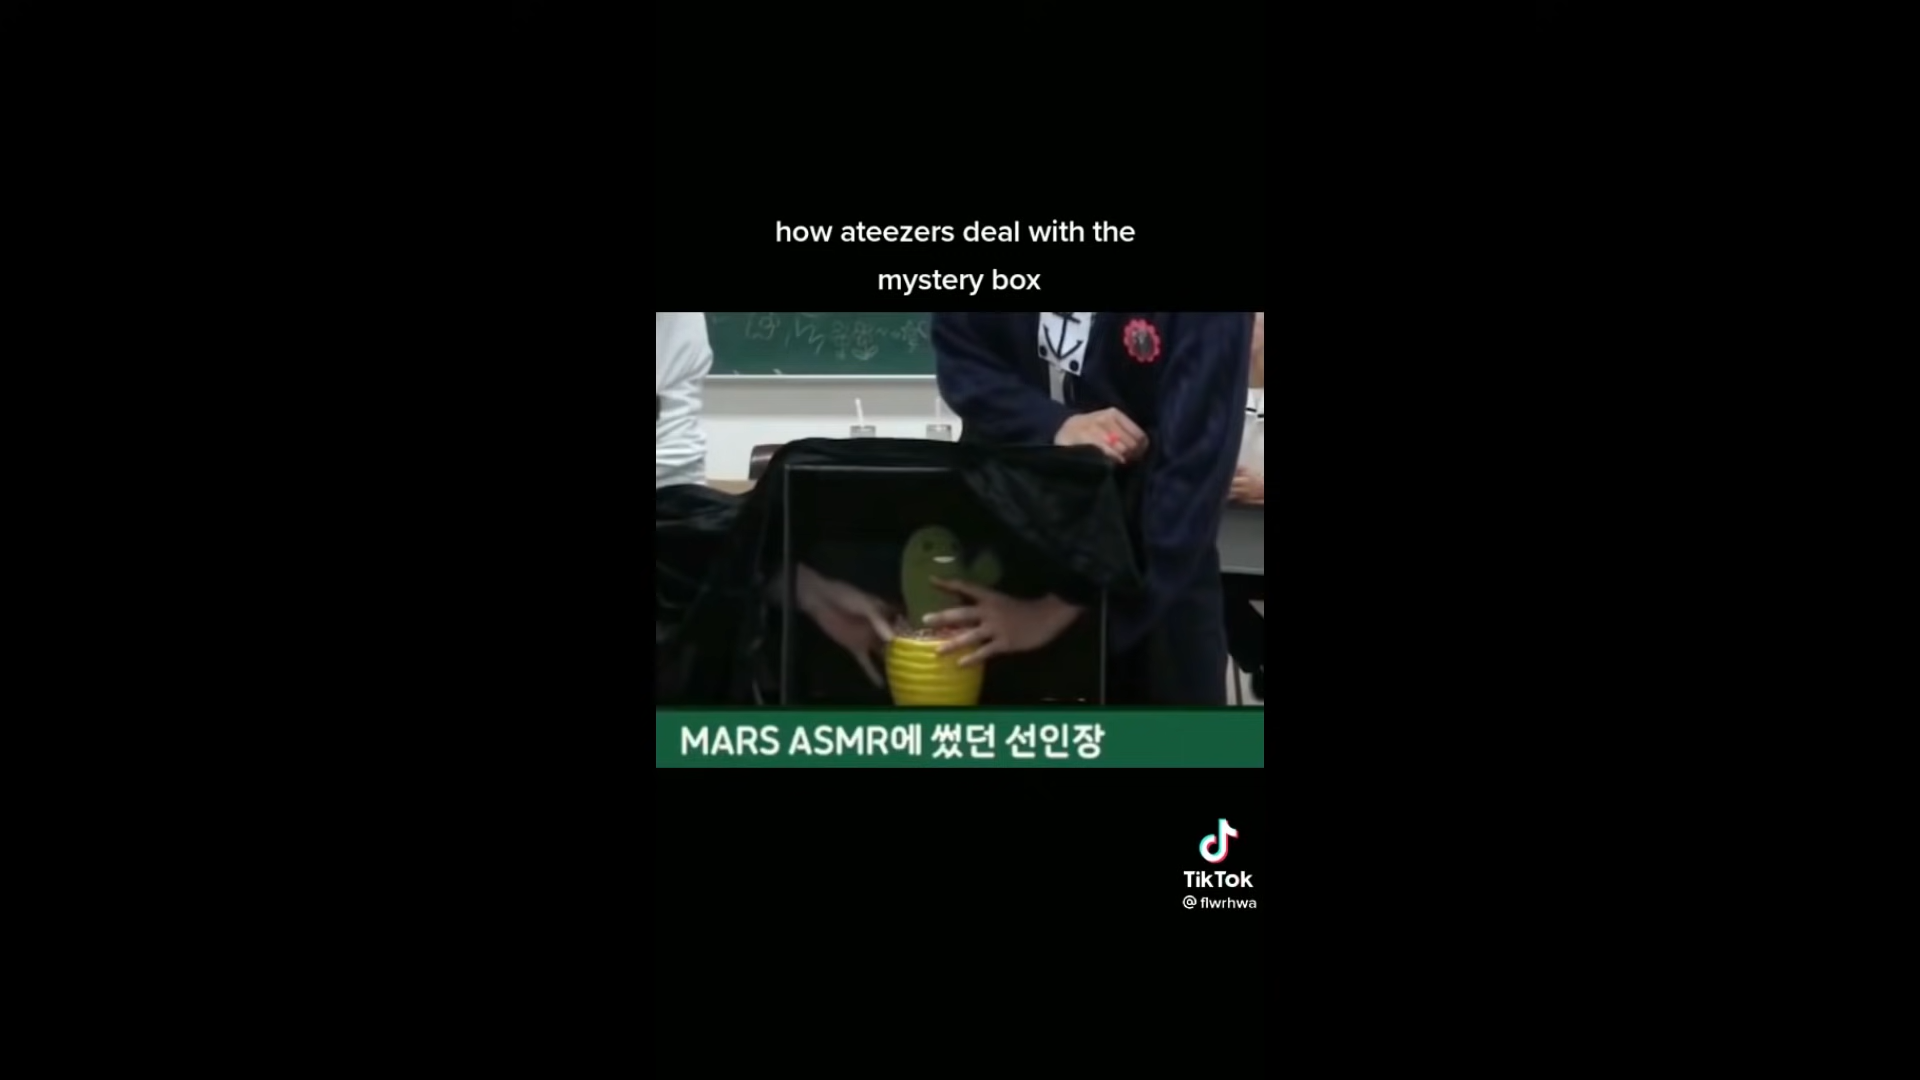 how ateezers deal with the
mystery box
MARS ASMR에 썼던 선인장
TikTok
@flwrhwa